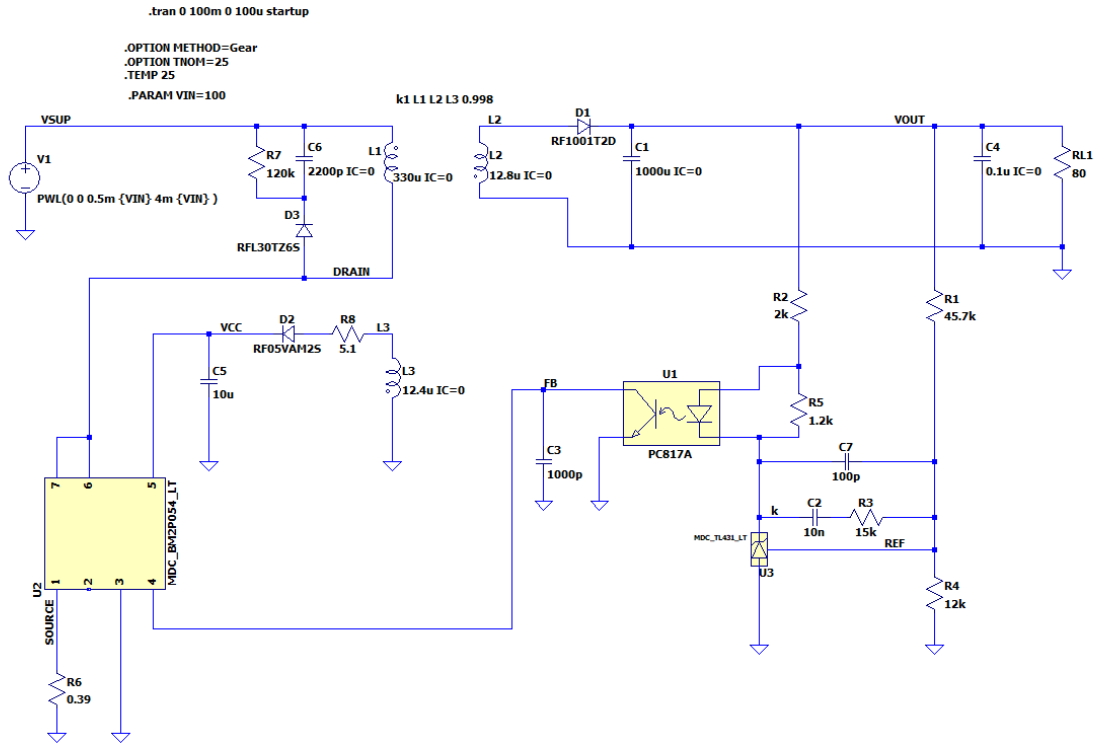 .tran 0 100m 0 100u startup
.OPTION METHOD=Gear
.OPTION TNOM=25
.TEMP 25
.PARAM VIN=100
k1 L1 L2 L3 0.998
VSUP
V1
PWL(0 0 0.5m {VIN} 4m {VIN} )
R7
120k
C6
2200p IC=0
L1
330u IC=0
D3
RFL30TZ6S
DRAIN
L2
L2
12.8u IC=0
D1
RF1001T2D
C1
1000u IC=0
VOUT
C4
0.1u IC=0
RL1
80
VCC
D2
RF05VAM2S
R8
5.1
L3
L3
12.4u IC=0
C5
10u
R2
2k
R1
45.7k
FB
U1
PC817A
R5
1.2k
C3
1000p
C7
100p
k
C2
10n
R3
15k
MDC_TL431_LT
U3
REF
R4
12k
7
6
5
1
2
3
4
U2
MDC_BM2P054_LT
SOURCE
R6
0.39